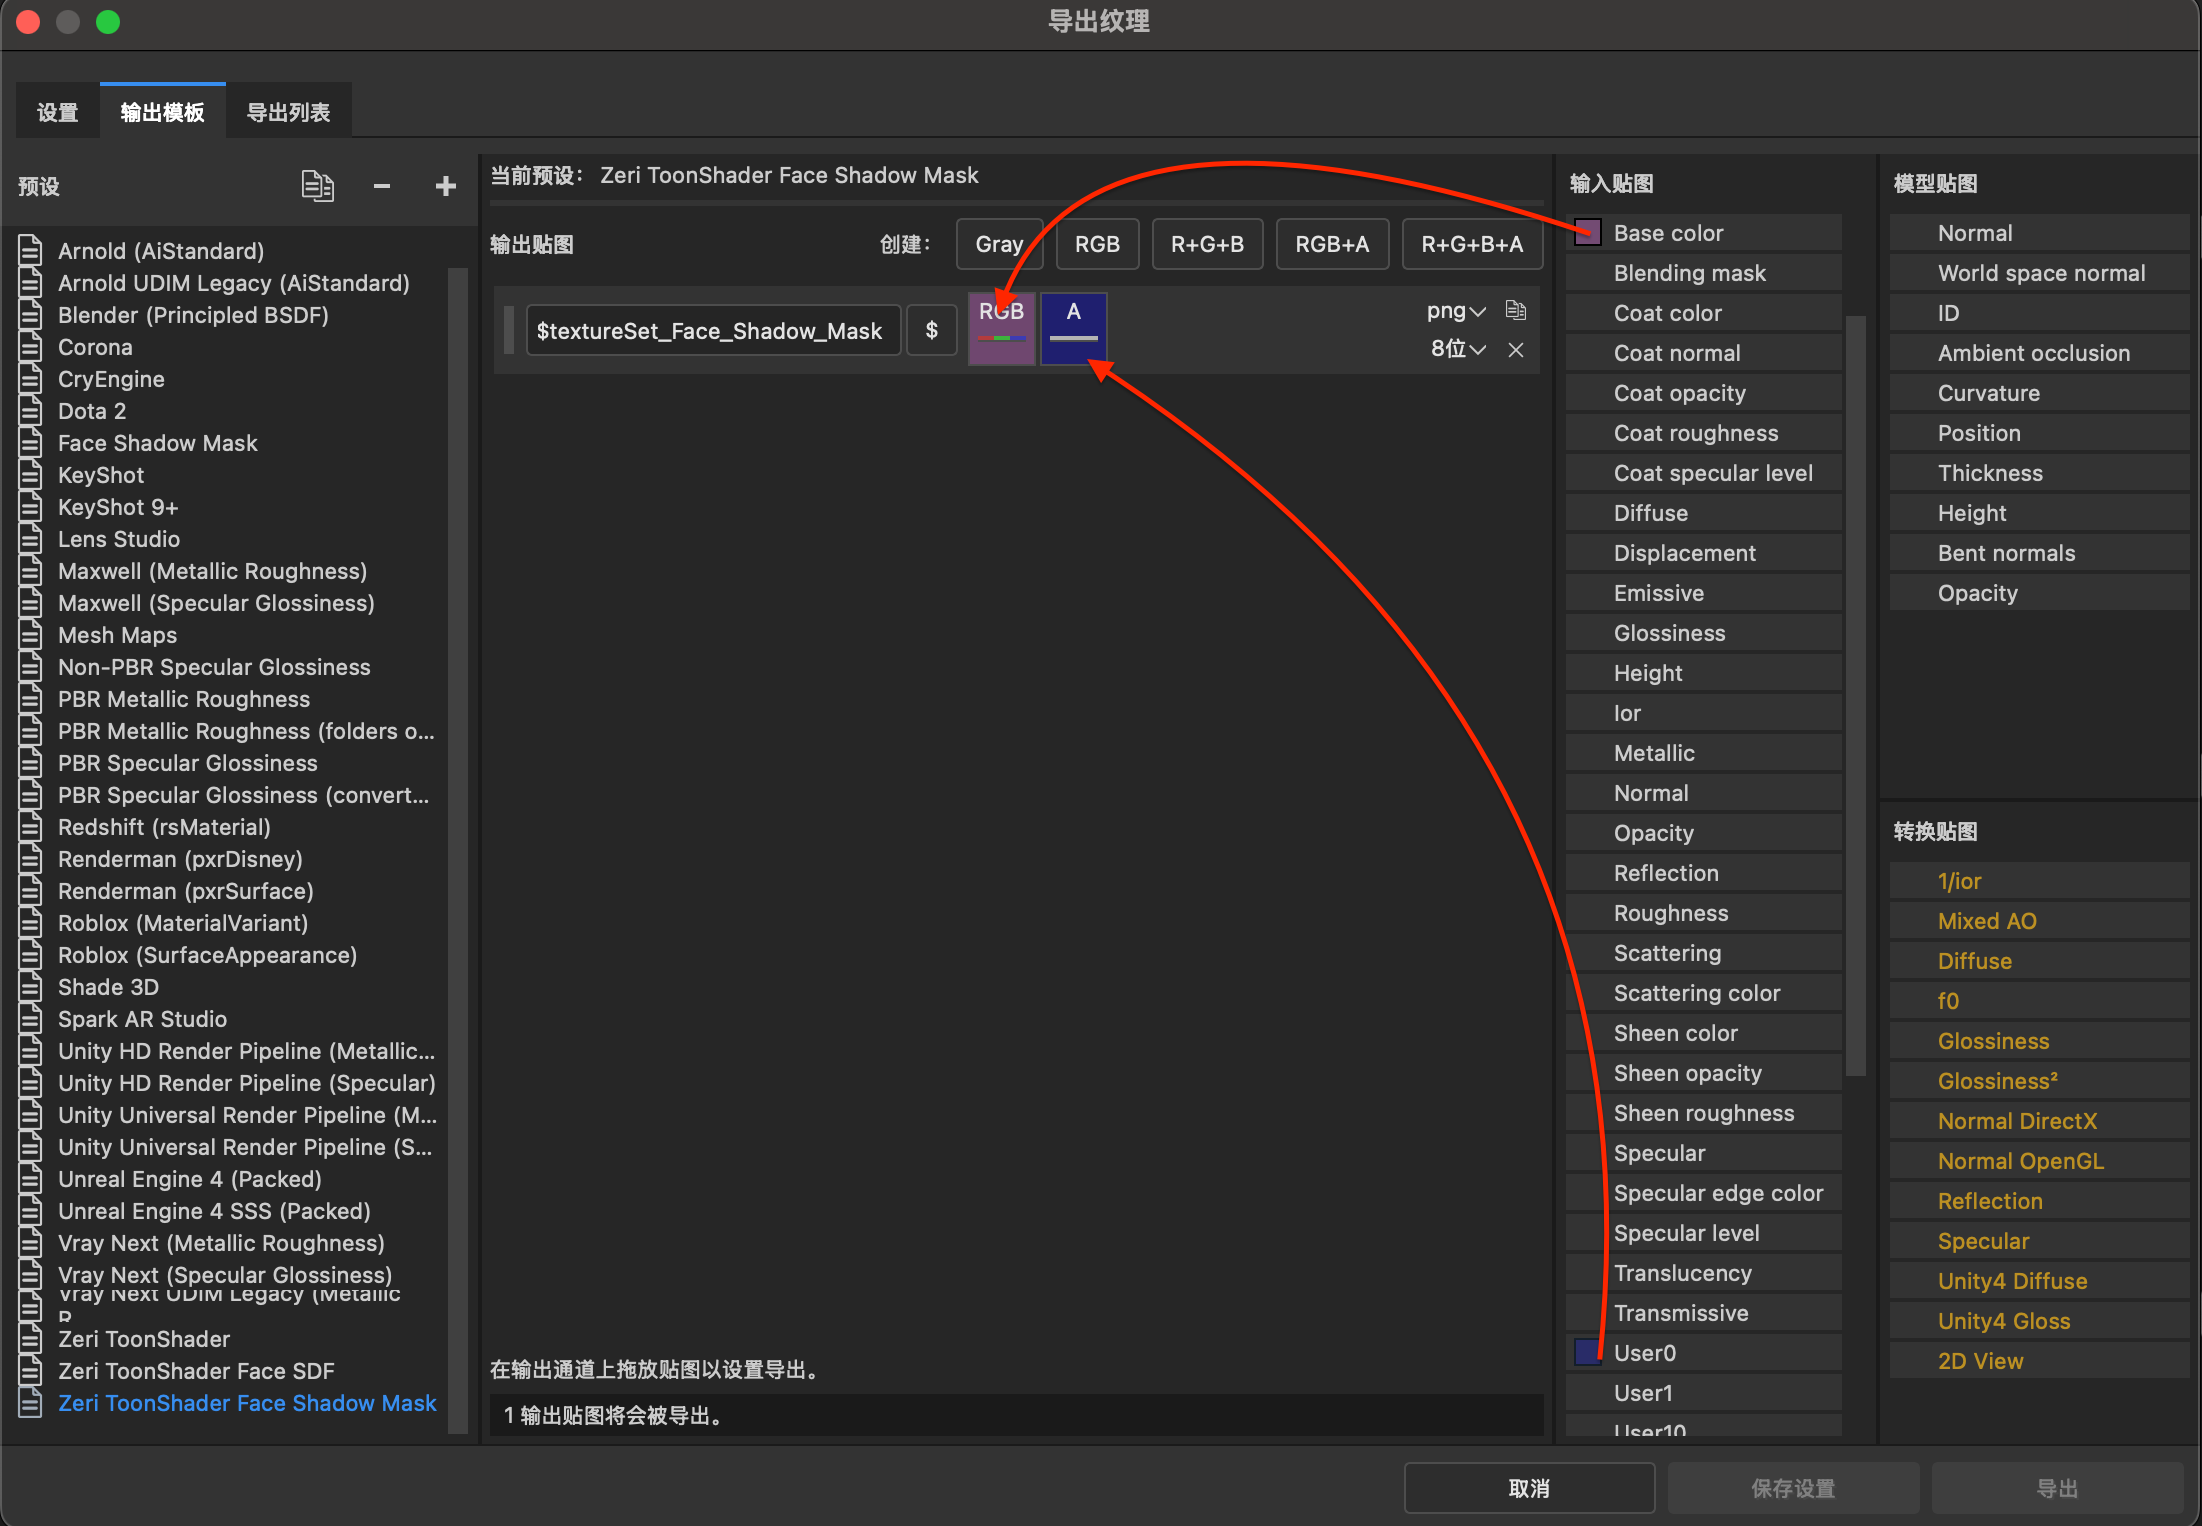 导出纹理
设置
输出模板
导出列表
预设
Arnold (AiStandard)
Arnold UDIM Legacy (AiStandard)
Blender (Principled BSDF)
Corona
CryEngine
Dota 2
Face Shadow Mask
KeyShot
KeyShot 9+
Lens Studio
Maxwell (Metallic Roughness)
Maxwell (Specular Glossiness)
Mesh Maps
Non-PBR Specular Glossiness
PBR Metallic Roughness
PBR Metallic Roughness (folders o...
PBR Specular Glossiness
PBR Specular Glossiness (convert...
Redshift (rsMaterial)
Renderman (pxrDisney)
Renderman (pxrSurface)
Roblox (MaterialVariant)
Roblox (SurfaceAppearance)
Shade 3D
Spark AR Studio
Unity HD Render Pipeline (Metallic...
Unity HD Render Pipeline (Specular)
Unity Universal Render Pipeline (M...
Unity Universal Render Pipeline (S...
Unreal Engine 4 (Packed)
Unreal Engine 4 SSS (Packed)
Vray Next (Metallic Roughness)
Vray Next (Specular Glossiness)
Vray Next UDIM Legacy (Metallic
R
Zeri ToonShader
Zeri ToonShader Face SDF
Zeri ToonShader Face Shadow Mask
当前预设： Zeri ToonShader Face Shadow Mask
输出贴图
创建： Gray RGB R+G+B RGB+A R+G+B+A
$textureSet_Face_Shadow_Mask $ RGB A
png
8位
在输出通道上拖放贴图以设置导出。
1 输出贴图将会被导出。
输入贴图
Base color
Blending mask
Coat color
Coat normal
Coat opacity
Coat roughness
Coat specular level
Diffuse
Displacement
Emissive
Glossiness
Height
Ior
Metallic
Normal
Opacity
Reflection
Roughness
Scattering
Scattering color
Sheen color
Sheen opacity
Sheen roughness
Specular
Specular edge color
Specular level
Translucency
Transmissive
User0
User1
User10
模型贴图
Normal
World space normal
ID
Ambient occlusion
Curvature
Position
Thickness
Height
Bent normals
Opacity
转换贴图
1/ior
Mixed AO
Diffuse
f0
Glossiness
Glossiness²
Normal DirectX
Normal OpenGL
Reflection
Specular
Unity4 Diffuse
Unity4 Gloss
2D View
取消
保存设置
导出